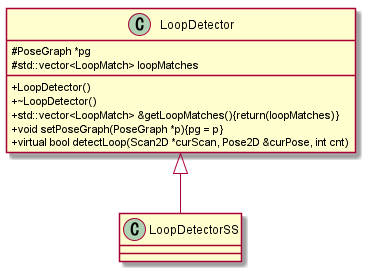 C LoopDetector
#PoseGraph *pg
#std::vector<LoopMatch> loopMatches
+LoopDetector()
+~LoopDetector()
+std::vector<LoopMatch> &getLoopMatches(){return(loopMatches)}
+void setPoseGraph(PoseGraph *p){pg = p}
+virtual bool detectLoop(Scan2D *curScan, Pose2D &curPose, int cnt)
C LoopDetectorSS